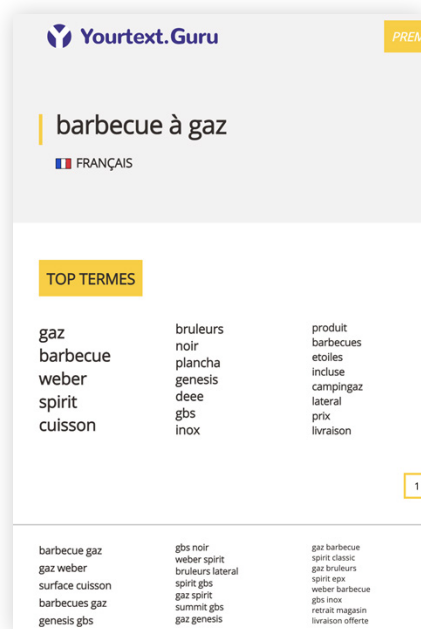 Yourtext.Guru
PREM
barbecue à gaz
FRANÇAIS
TOP TERMES
gaz
barbecue
weber
spirit
cuisson
bruleurs
noir
plancha
genesis
deee
gbs
inox
produit
barbecues
etoiles
incluse
campingaz
lateral
prix
livraison
1
barbecue gaz
gaz weber
surface cuisson
barbecues gaz
genesis gbs
gbs noir
weber spirit
bruleurs lateral
spirit gbs
gaz spirit
summit gbs
gaz genesis
gaz barbecue
spirit classic
gaz bruleurs
spirit epx
weber barbecue
gbs inox
retrait magasin
livraison offerte